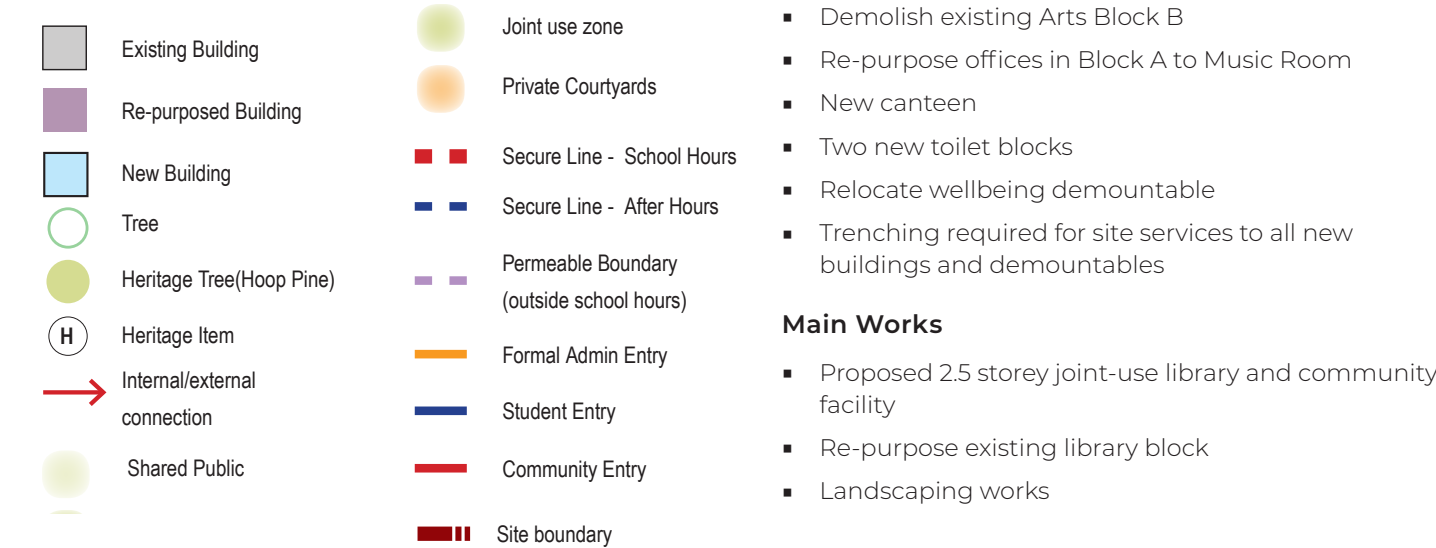 Existing Building
Re-purposed Building
New Building
Tree
Heritage Tree(Hoop Pine)
H
Heritage Item
Internal/external
connection
Shared Public
Joint use zone
Private Courtyards
Secure Line - School Hours
Secure Line - After Hours
Permeable Boundary
(outside school hours)
Formal Admin Entry
Student Entry
Community Entry
Site boundary
▪ Demolish existing Arts Block B
▪ Re-purpose offices in Block A to Music Room
▪ New canteen
▪ Two new toilet blocks
▪ Relocate wellbeing demountable
▪ Trenching required for site services to all new
buildings and demountables
Main Works
▪ Proposed 2.5 storey joint-use library and community
facility
▪ Re-purpose existing library block
▪ Landscaping works